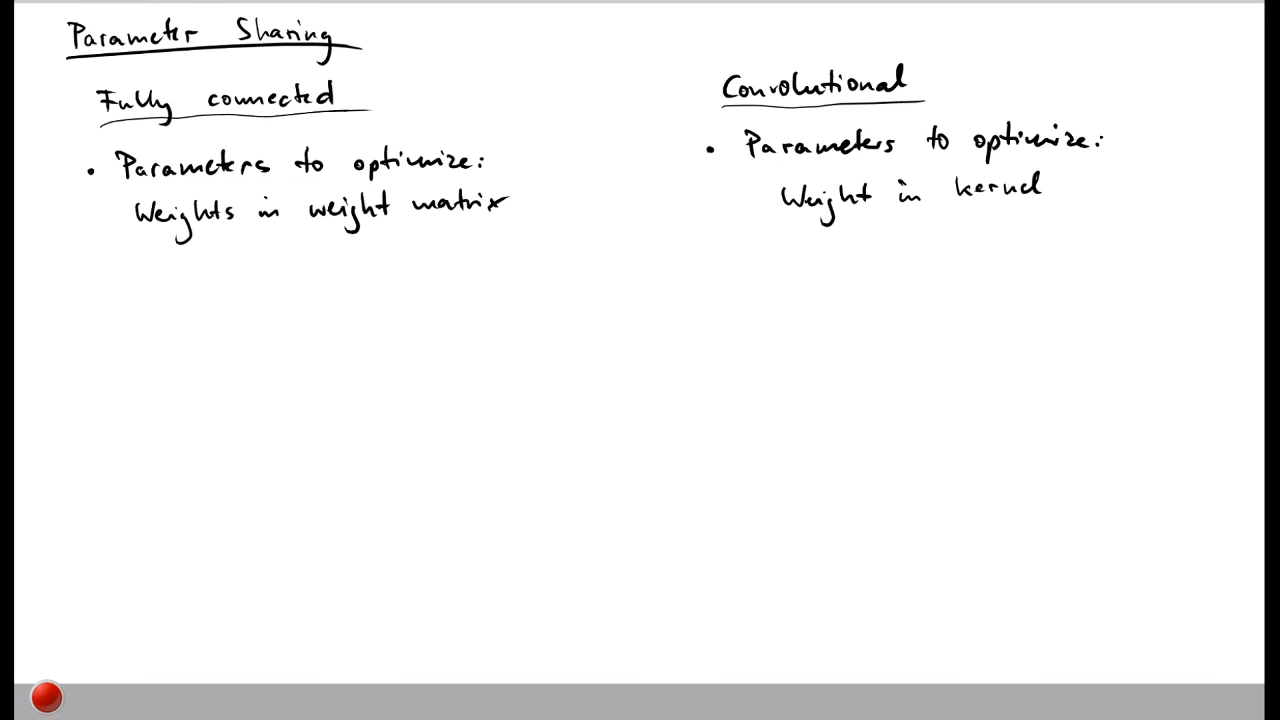 Parameter Sharing
Fully connected
• Parameters to optimize:
Weights in weight matrix
Convolutional
• Parameters to optimize:
Weight in kernel